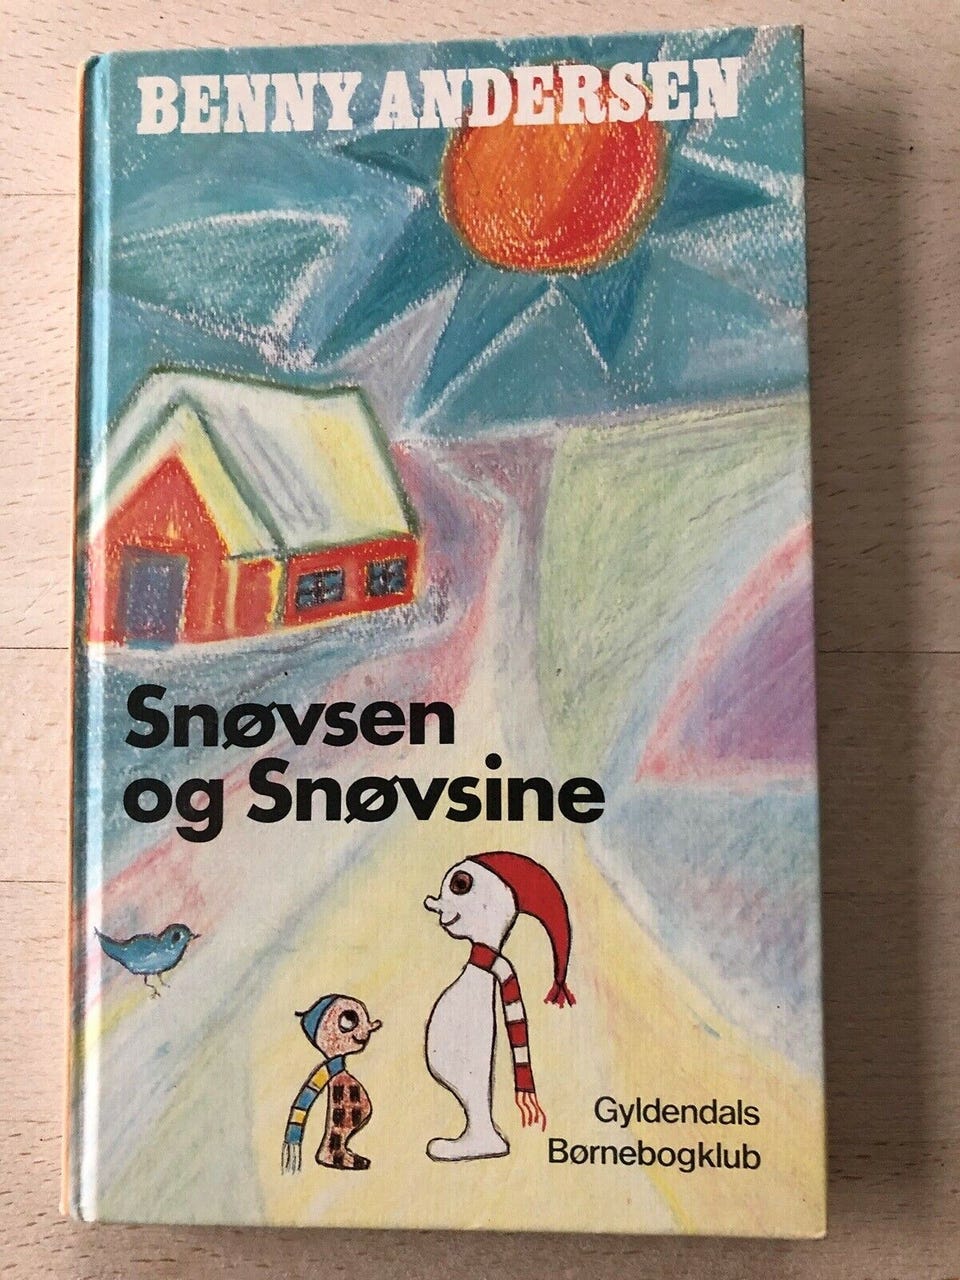 BENNY ANDERSEN
Snøvsen
og Snøvsine
Gyldendals
Børnebogklub